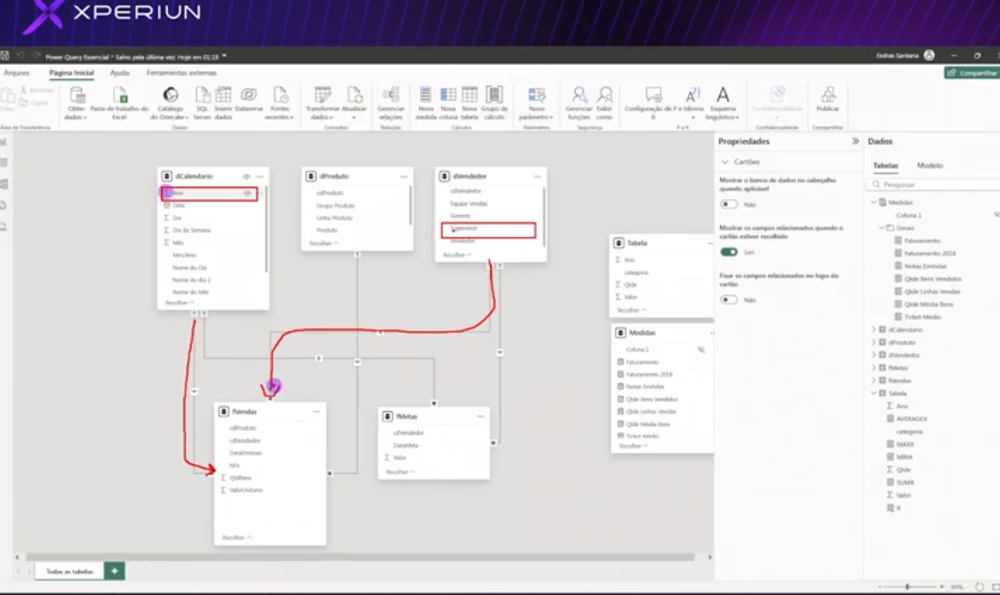 XPERIUN
Power Query Essencial * Salvo pela última vez: Hoje em 01:19
Esdras Santana
Arquivo
Página Inicial
Ajuda
Ferramentas externas
Compartilhar
Recortar
Copiar
Colar
Obter dados
Pasta de trabalho do Excel
Catálogo do OneLake
SQL Server
Inserir dados
Dataverse
Fontes recentes
Transformar dados
Atualizar
Gerenciar relações
Nova medida
Nova coluna
Nova tabela
Grupo de cálculo
Novo parâmetro
Gerenciar funções
Exibir como
Configuração de P e R
Idioma
Esquema linguístico
Confidencialidade
Publicar
Área de Transferência
Dados
Consultas
Relações
Cálculos
Parâmetros
Segurança
P e R
Confidencialidade
Compartilhar
dCalendario
Ano
Data
Dia
Dia da Semana
Mês
Mes/Ano
Nome do Dia
Nome do dia 2
Nome do Mês
Recolher
dProduto
cdProduto
Grupo Produto
Linha Produto
Produto
Recolher
dVendedor
cdVendedor
Equipe Vendas
Gerente
Supervisor
Vendedor
Recolher
Tabela
Ano
categoria
Qtde
Valor
Recolher
Medidas
Coluna 1
Faturamento
Faturamento 2018
Notas Emitidas
Qtde Itens Vendidos
Qtde Linhas Vendas
Qtde Média Itens
Ticket Médio
Recolher
fVendas
cdProduto
cdVendedor
DataEmissao
NFe
QtdItens
ValorUnitario
Recolher
fMetas
cdVendedor
DataMeta
Valor
Recolher
Propriedades
Cartões
Mostrar o banco de dados no cabeçalho
quando aplicável
Não
Mostrar os campos relacionados quando o
cartão estiver recolhido
Sim
Fixar os campos relacionados no topo do
cartão
Não
Dados
Tabelas
Modelo
Pesquisar
Medidas
Coluna 1
Gerais
Faturamento
Faturamento 2018
Notas Emitidas
Qtde Itens Vendidos
Qtde Linhas Vendas
Qtde Média Itens
Ticket Médio
dCalendario
dProduto
dVendedor
fMetas
fVendas
Tabela
Ano
AVERAGEX
categoria
MAXX
MINX
Qtde
SUMX
Valor
X
Todas as tabelas
90%